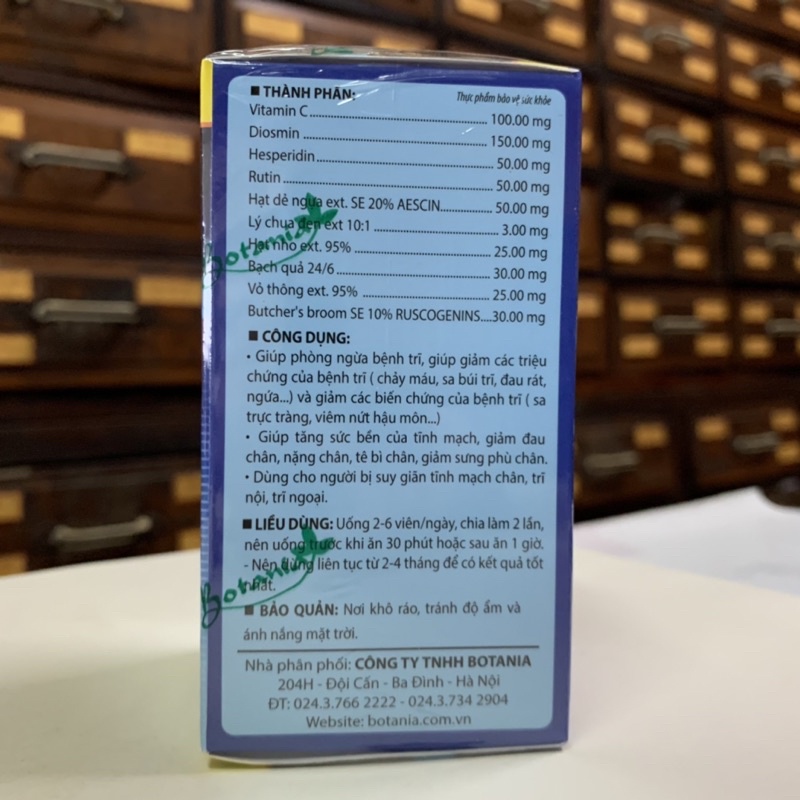 ■ THÀNH PHẦN: Thực phẩm bảo vệ sức khỏe
Vitamin C........ 100.00 mg
Diosmin........ 150.00 mg
Hesperidin........ 50.00 mg
Rutin........ 50.00 mg
Hạt dẻ ngựa ext. SE 20% AESCIN........ 50.00 mg
Lý chua đen ext 10:1........ 3.00 mg
Hạt nho ext. 95%........ 25.00 mg
Bạch quả 24/6........ 30.00 mg
Vỏ thông ext. 95%........ 25.00 mg
Butcher's broom SE 10% RUSCOGENINS....30.00 mg
Botania
■ CÔNG DỤNG:
• Giúp phòng ngừa bệnh trĩ, giúp giảm các triệu
chứng của bệnh trĩ ( chảy máu, sa búi trĩ, đau rát,
ngứa...) và giảm các biến chứng của bệnh trĩ ( sa
trực tràng, viêm nứt hậu môn...)
• Giúp tăng sức bền của tĩnh mạch, giảm đau
chân, nặng chân, tê bì chân, giảm sưng phù chân.
• Dùng cho người bị suy giãn tĩnh mạch chân, trĩ
nội, trĩ ngoại.
■ LIỀU DÙNG: Uống 2-6 viên/ngày, chia làm 2 lần,
nên uống trước khi ăn 30 phút hoặc sau ăn 1 giờ.
- Nên dùng liên tục từ 2-4 tháng để có kết quả tốt
nhất.
Botania
■ BẢO QUẢN: Nơi khô ráo, tránh độ ẩm và
ánh nắng mặt trời.
Nhà phân phối: CÔNG TY TNHH BOTANIA
204H - Đội Cấn - Ba Đình - Hà Nội
ĐT: 024.3.766 2222 - 024.3.734 2904
Website: botania.com.vn